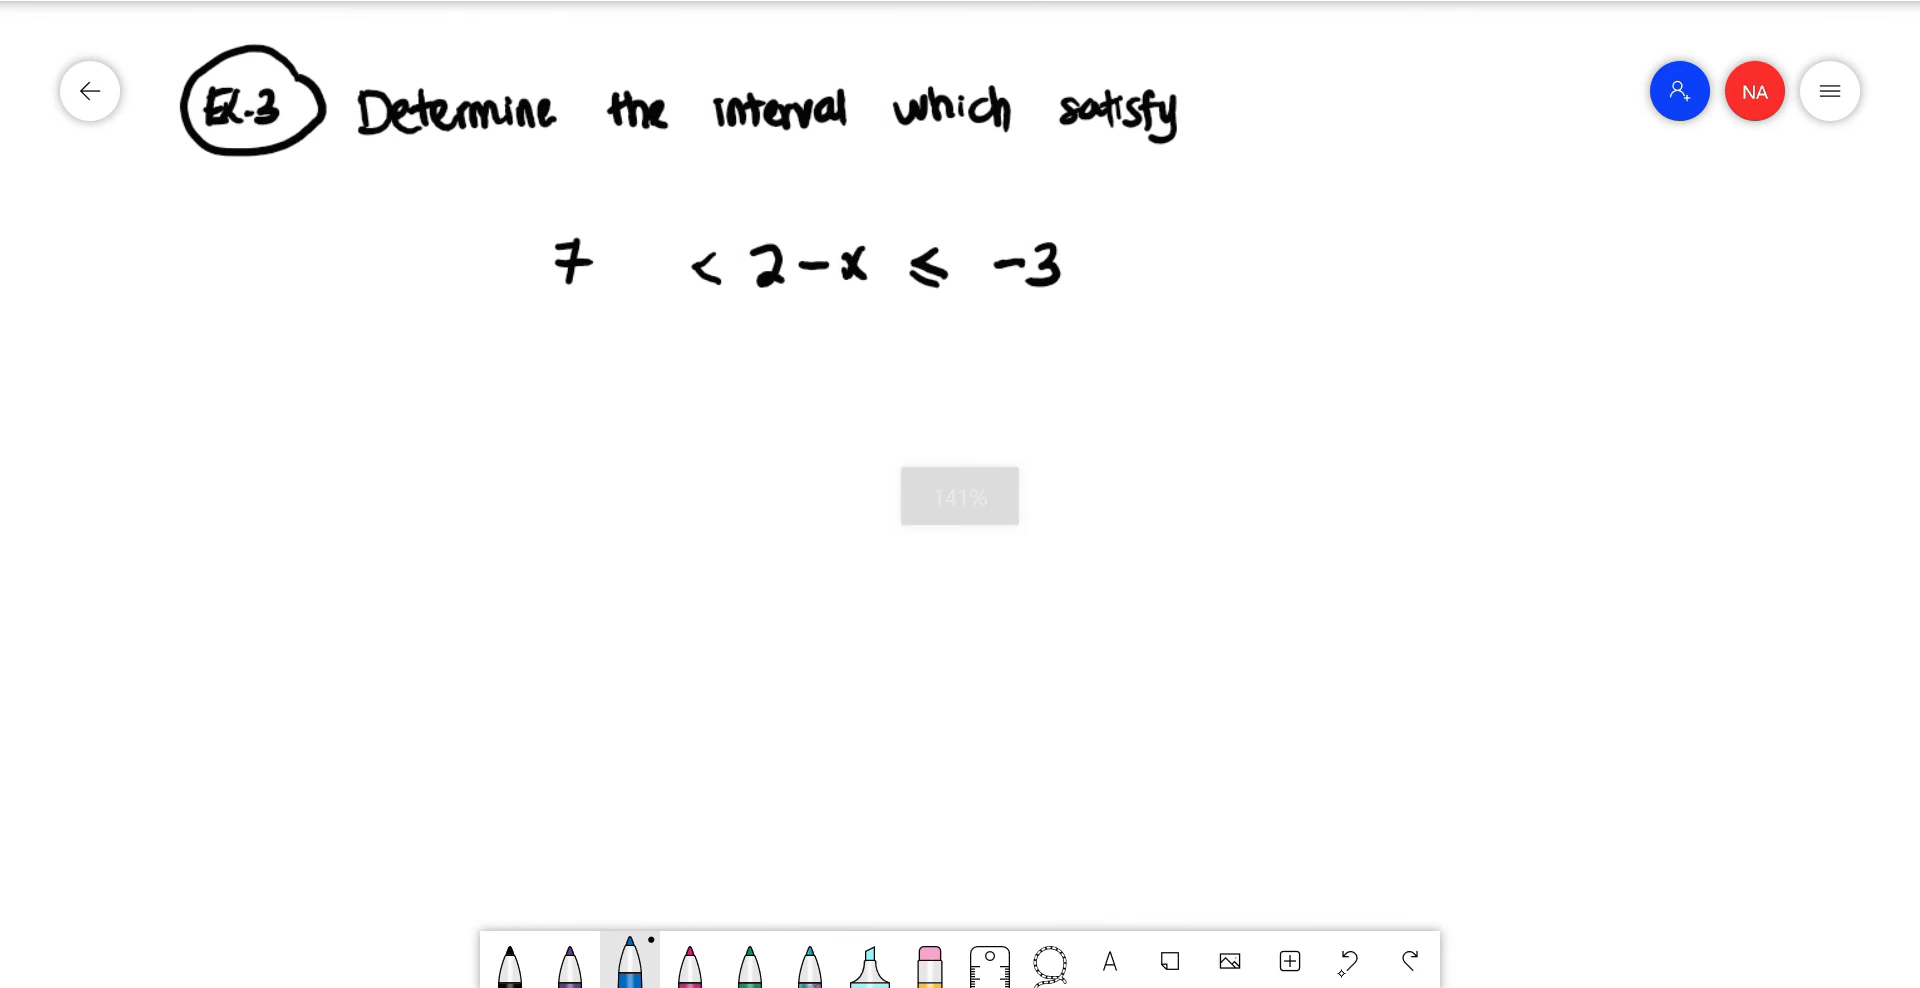 Ex.3 Determine the interval which satisfy
7 < 2 - x ≤ -3
141%
NA